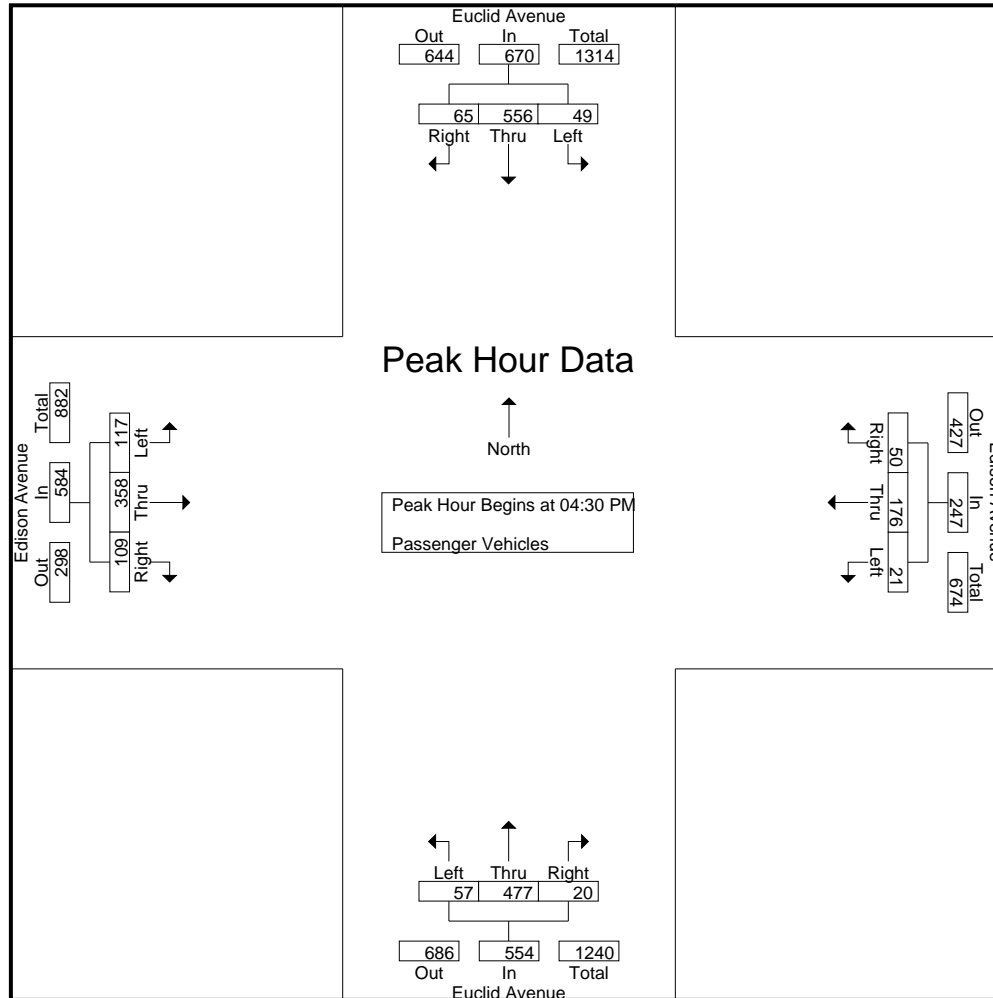 Euclid Avenue
Out In Total
644 670 1314
65 556 49
Right Thru Left
Peak Hour Data
North
Peak Hour Begins at 04:30 PM
Passenger Vehicles
Edison Avenue
Out In Total
298 584 882
109 358 117
Right Thru Left
Out In Total
427 247 674
50 176 21
Right Thru Left
Left Thru Right
57 477 20
686 554 1240
Out In Total
Euclid Avenue